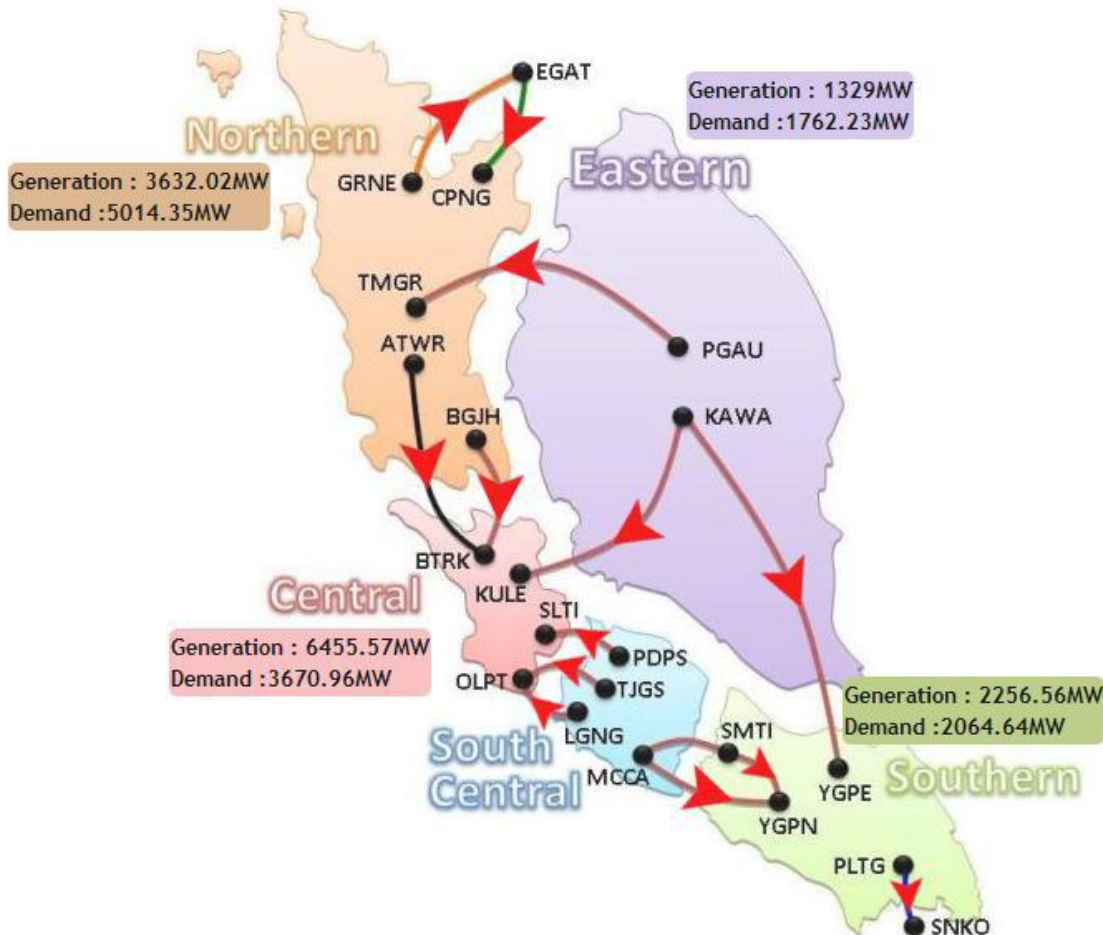 EGAT
Generation : 1329MW
Demand :1762.23MW
Northern
Eastern
Generation : 3632.02MW
Demand :5014.35MW
GRNE
CPNG
TMGR
ATWR
PGAU
BGJH
KAWA
BTRK
KULE
Central
SLTI
Generation : 6455.57MW
Demand :3670.96MW
PDPS
OLPT
TJGS
LGNG
Generation : 2256.56MW
Demand :2064.64MW
South
Central
SMTI
MCCA
Southern
YGPE
YGPN
PLTG
SNKO